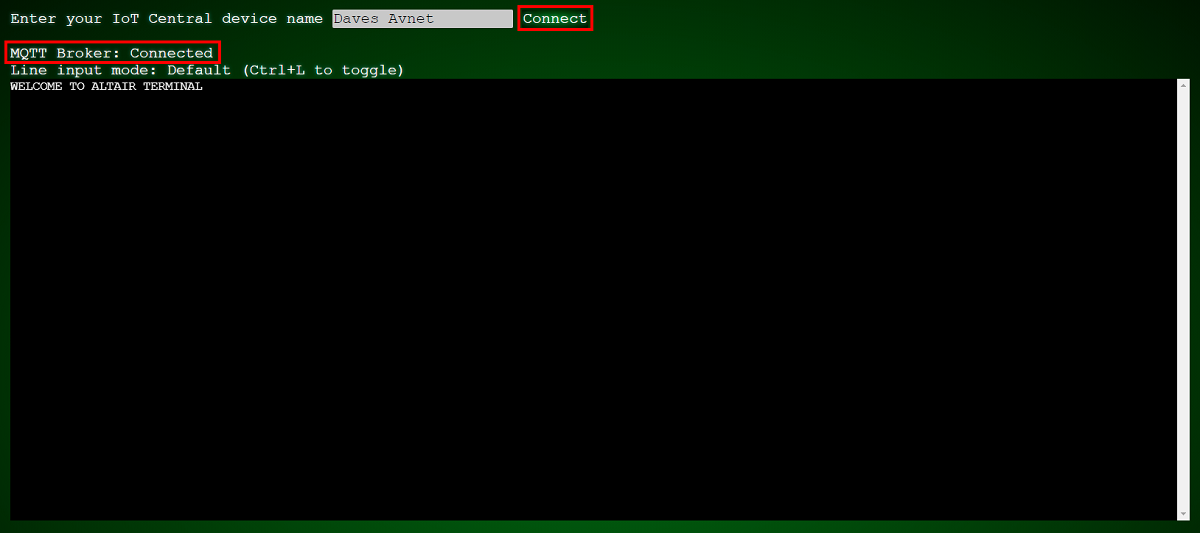 Enter your IoT Central device name Daves Avnet Connect
MQTT Broker: Connected
Line input mode: Default (Ctrl+L to toggle)
WELCOME TO ALTAIR TERMINAL